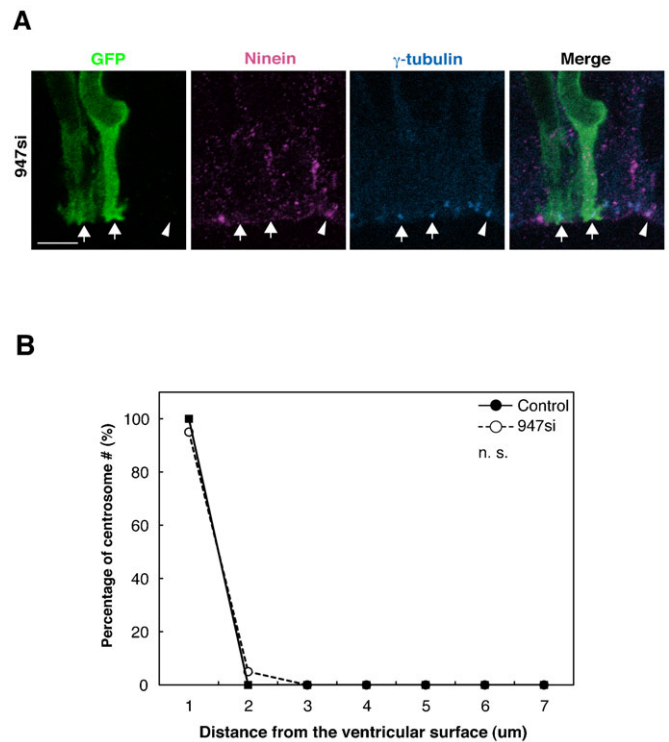 A
GFP Ninein γ-tubulin Merge
947si
B
Percentage of centrosome # (%)
100
80
60
40
20
0
Control
947si
n. s.
1 2 3 4 5 6 7
Distance from the ventricular surface (um)